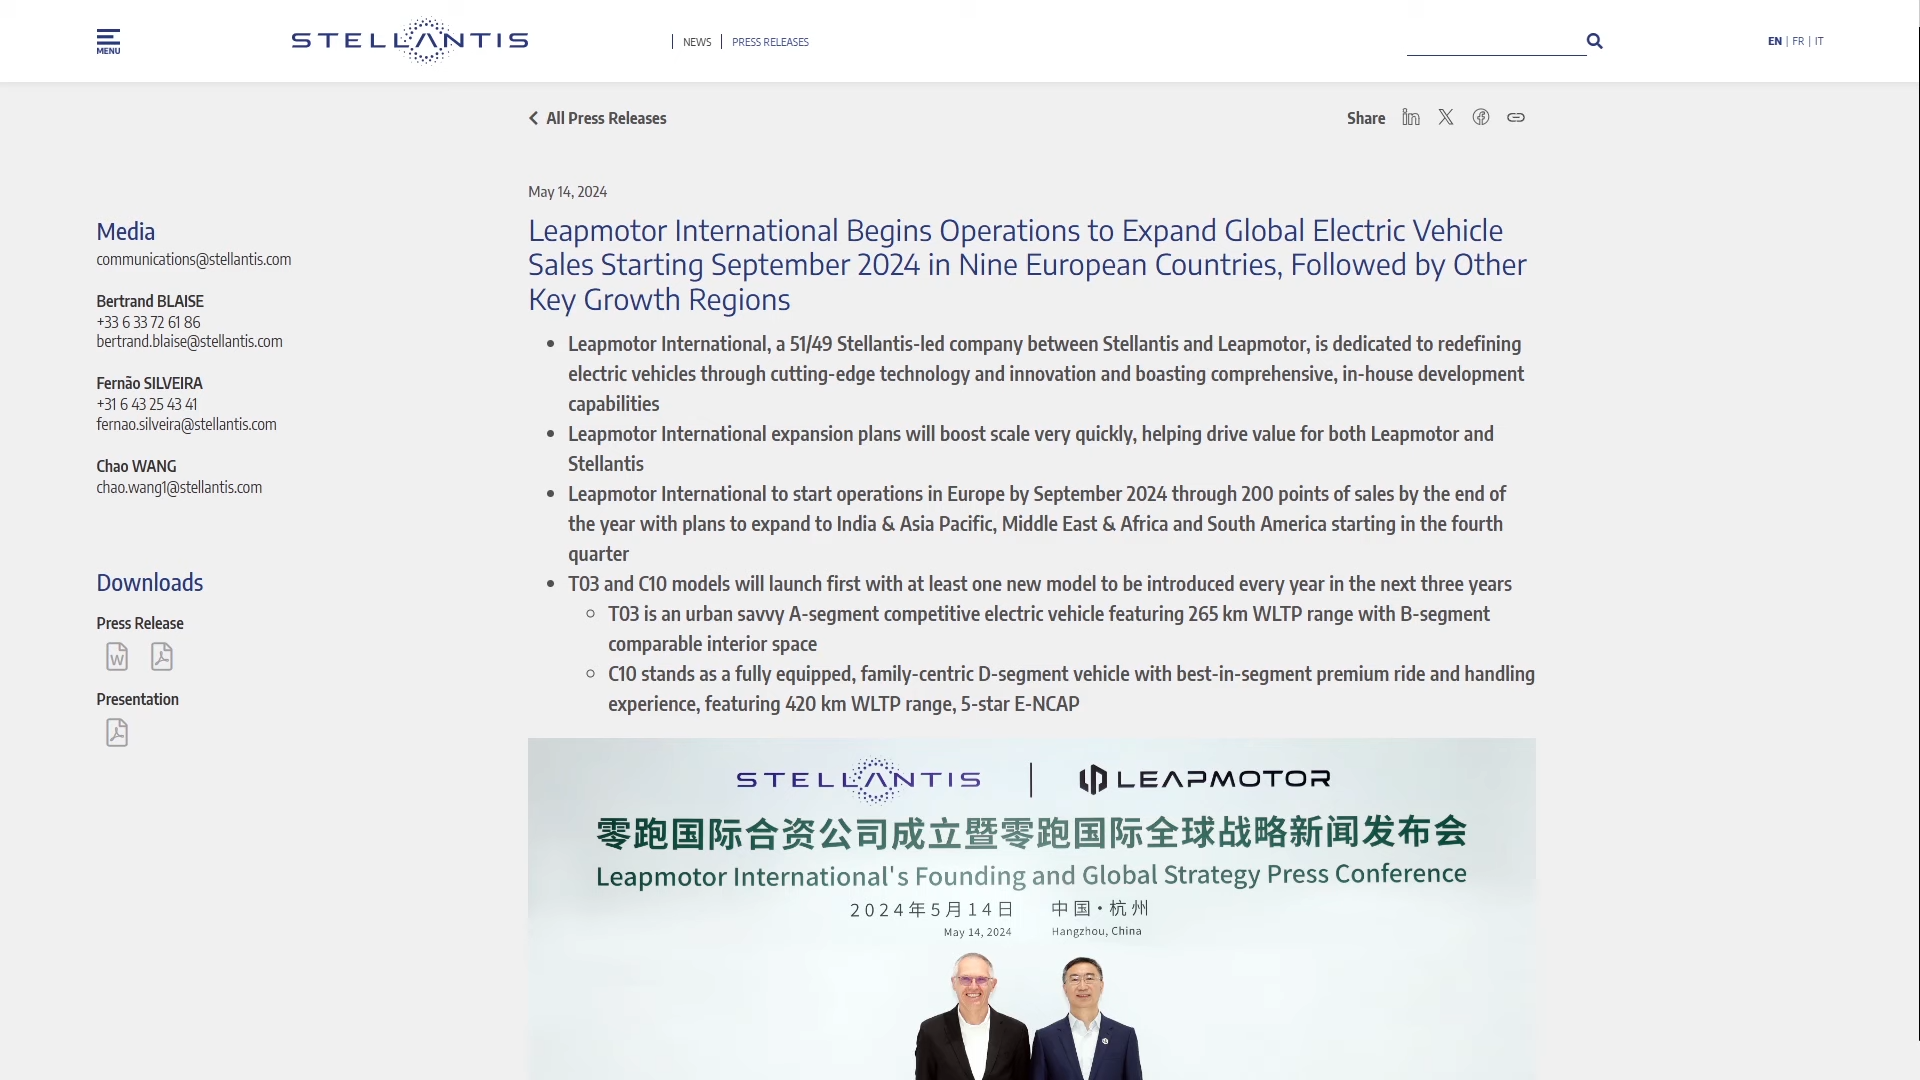 MENU
STELLANTIS
NEWS
PRESS RELEASES
EN | FR | IT
All Press Releases
Share
May 14, 2024
Leapmotor International Begins Operations to Expand Global Electric Vehicle
Sales Starting September 2024 in Nine European Countries, Followed by Other
Key Growth Regions
Media
communications@stellantis.com
Bertrand BLAISE
+33 6 33 72 61 86
bertrand.blaise@stellantis.com
Fernão SILVEIRA
+31 6 43 25 43 41
fernao.silveira@stellantis.com
Chao WANG
chao.wang1@stellantis.com
Downloads
Press Release
W
Presentation
• Leapmotor International, a 51/49 Stellantis-led company between Stellantis and Leapmotor, is dedicated to redefining
electric vehicles through cutting-edge technology and innovation and boasting comprehensive, in-house development
capabilities
• Leapmotor International expansion plans will boost scale very quickly, helping drive value for both Leapmotor and
Stellantis
• Leapmotor International to start operations in Europe by September 2024 through 200 points of sales by the end of
the year with plans to expand to India & Asia Pacific, Middle East & Africa and South America starting in the fourth
quarter
• T03 and C10 models will launch first with at least one new model to be introduced every year in the next three years
○ T03 is an urban savvy A-segment competitive electric vehicle featuring 265 km WLTP range with B-segment
comparable interior space
○ C10 stands as a fully equipped, family-centric D-segment vehicle with best-in-segment premium ride and handling
experience, featuring 420 km WLTP range, 5-star E-NCAP
STELLANTIS | LEAPMOTOR
零跑国际合资公司成立暨零跑国际全球战略新闻发布会
Leapmotor International's Founding and Global Strategy Press Conference
2024年5月14日 中国·杭州
May 14, 2024 Hangzhou, China